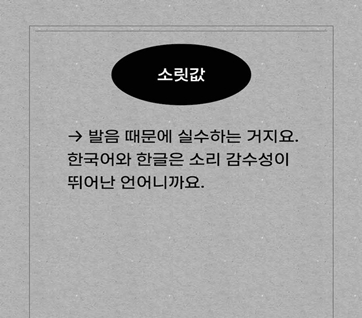 소릿값
→ 발음 때문에 실수하는 거지요.
한국어와 한글은 소리 감수성이
뛰어난 언어니까요.